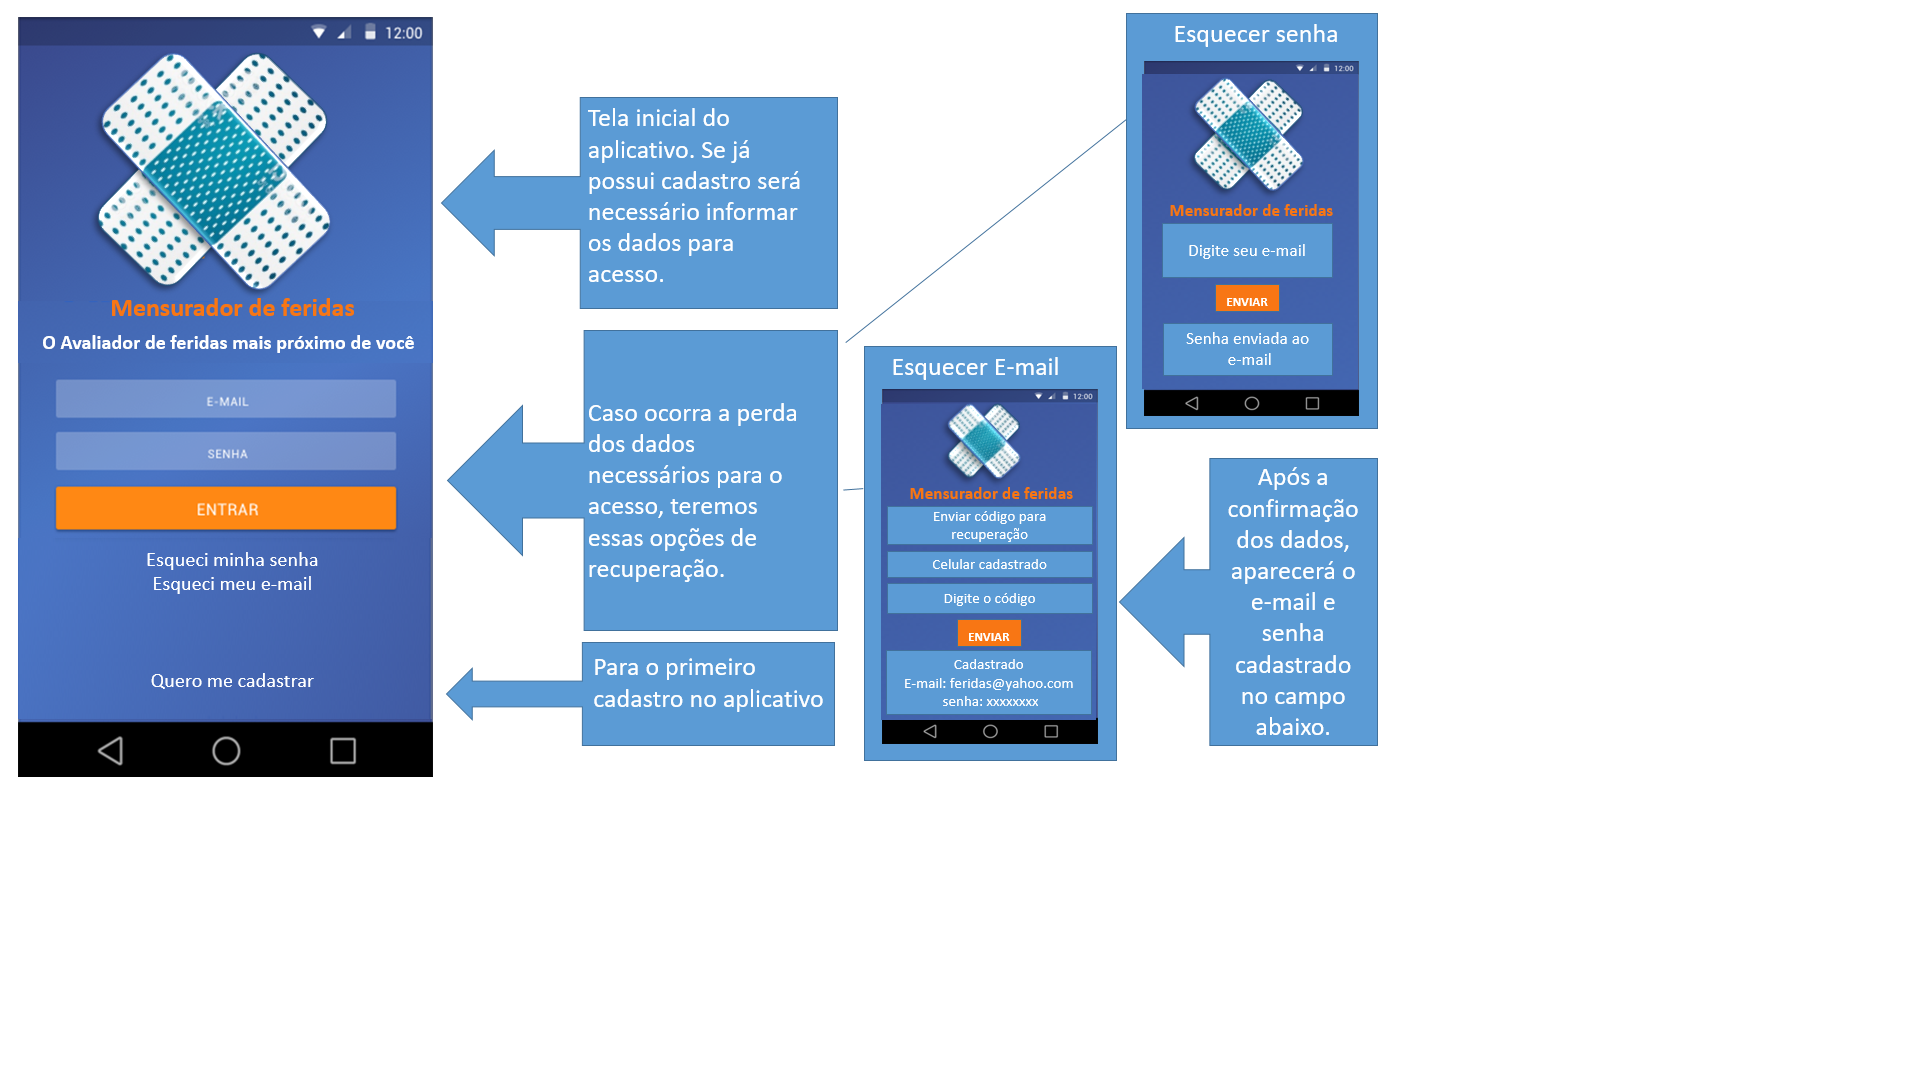 12:00
Mensurador de feridas
O Avaliador de feridas mais próximo de você
E-MAIL
SENHA
ENTRAR
Esqueci minha senha
Esqueci meu e-mail
Quero me cadastrar
Tela inicial do
aplicativo. Se já
possui cadastro será
necessário informar
os dados para
acesso.
Caso ocorra a perda
dos dados
necessários para o
acesso, teremos
essas opções de
recuperação.
Para o primeiro
cadastro no aplicativo
Esquecer E-mail
12:00
Mensurador de feridas
Enviar código para
recuperação
Celular cadastrado
Digite o código
ENVIAR
Cadastrado
E-mail: feridas@yahoo.com
senha: xxxxxxxx
Esquecer senha
12:00
Mensurador de feridas
Digite seu e-mail
ENVIAR
Senha enviada ao
e-mail
Após a
confirmação
dos dados,
aparecerá o
e-mail e
senha
cadastrado
no campo
abaixo.